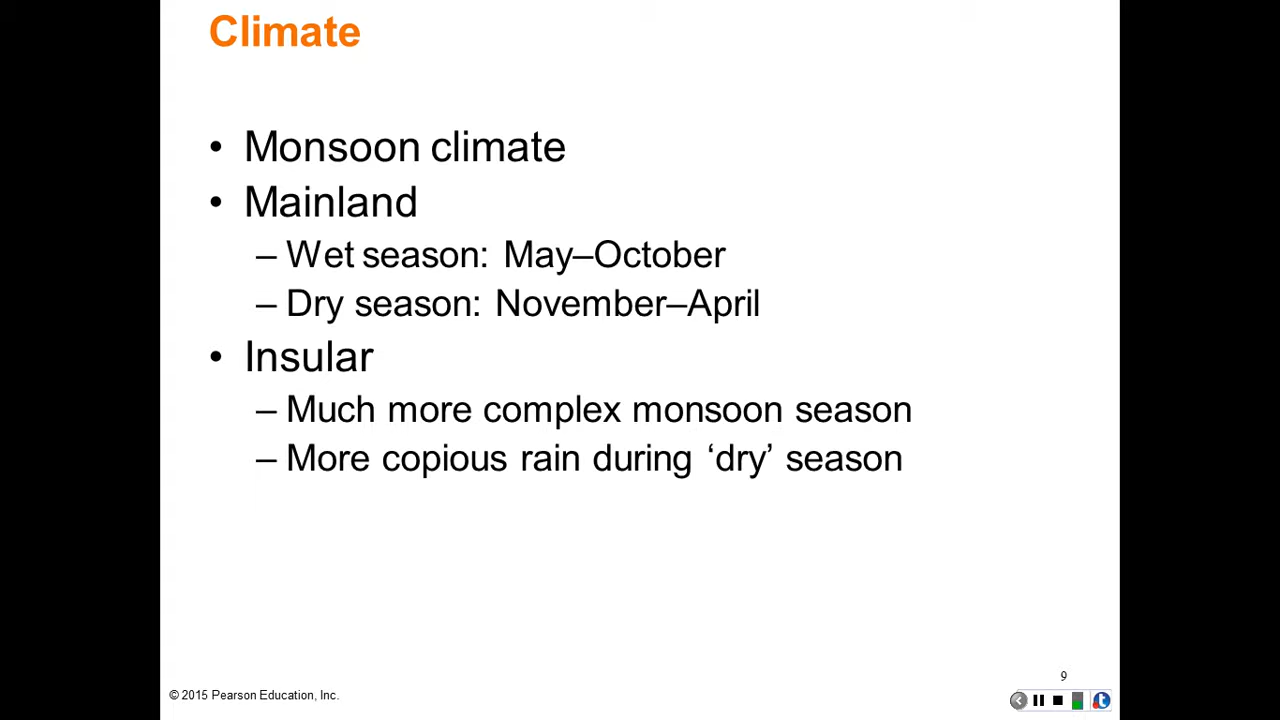 Climate
• Monsoon climate
• Mainland
– Wet season: May–October
– Dry season: November–April
• Insular
– Much more complex monsoon season
– More copious rain during ‘dry’ season
9
© 2015 Pearson Education, Inc.
t